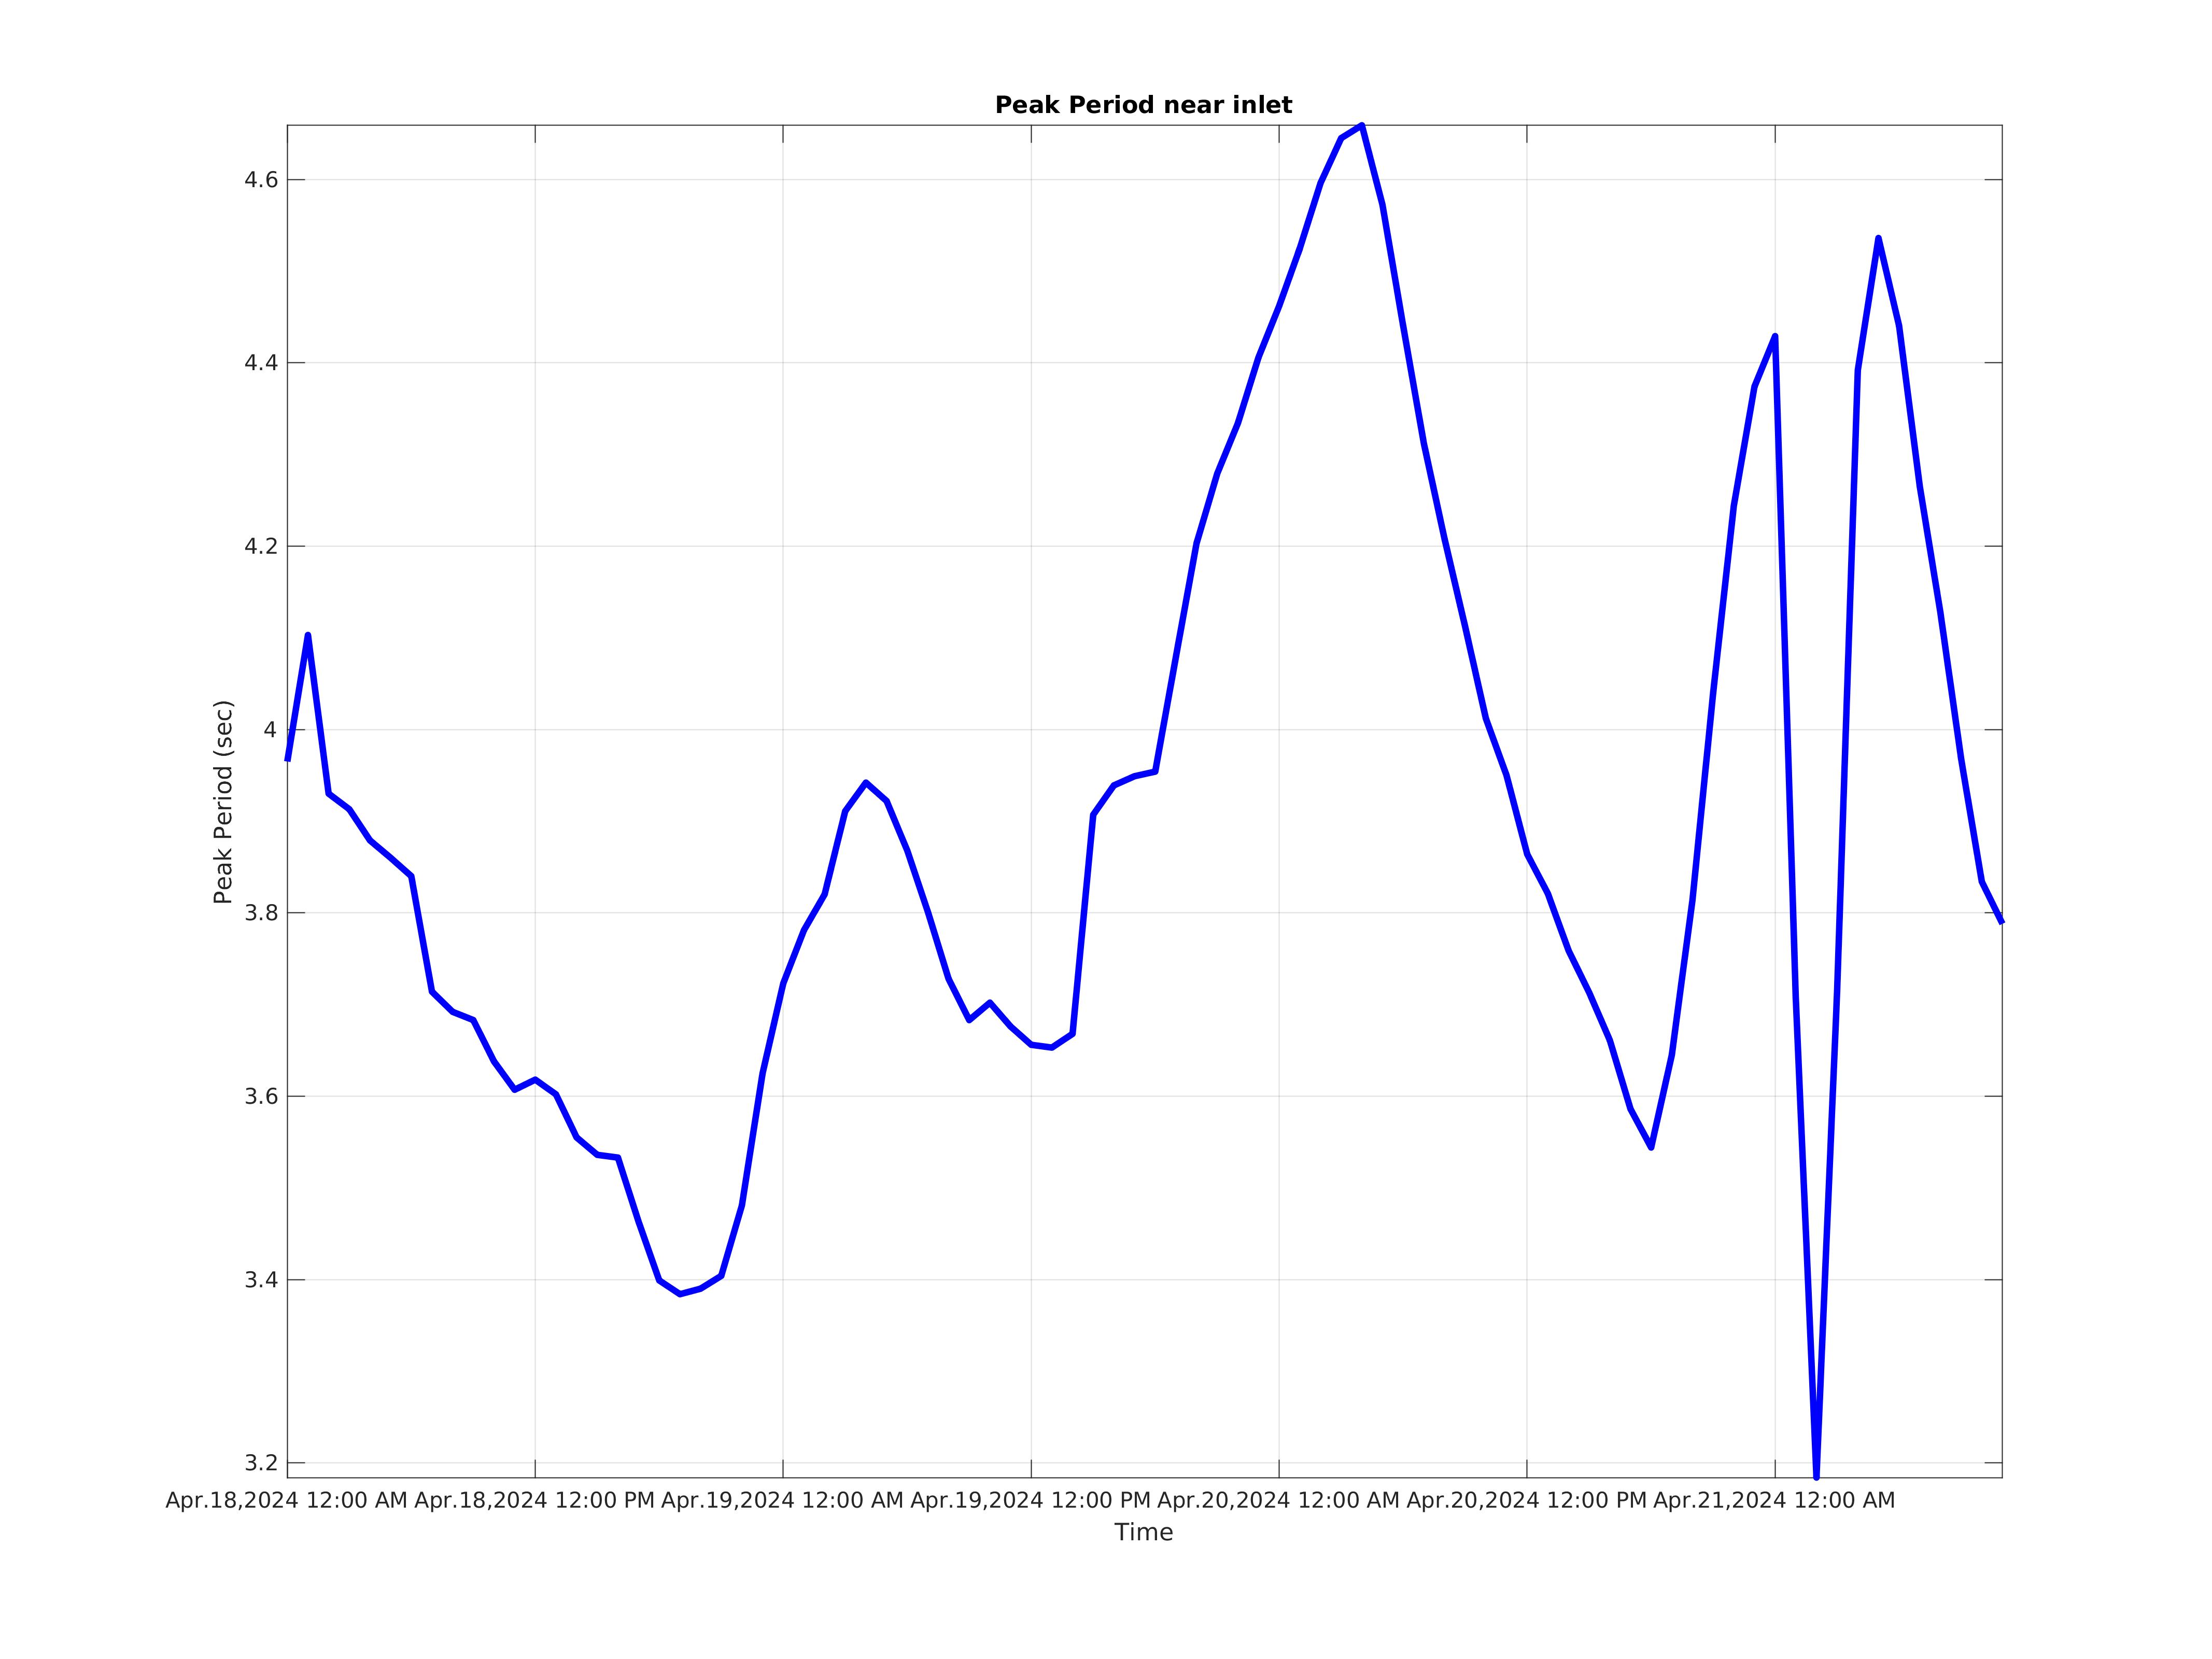 Peak Period near inlet
4.6
4.4
4.2
4
3.8
3.6
3.4
3.2
Peak Period (sec)
Apr.18,2024 12:00 AM Apr.18,2024 12:00 PM Apr.19,2024 12:00 AM Apr.19,2024 12:00 PM Apr.20,2024 12:00 AM Apr.20,2024 12:00 PM Apr.21,2024 12:00 AM
Time